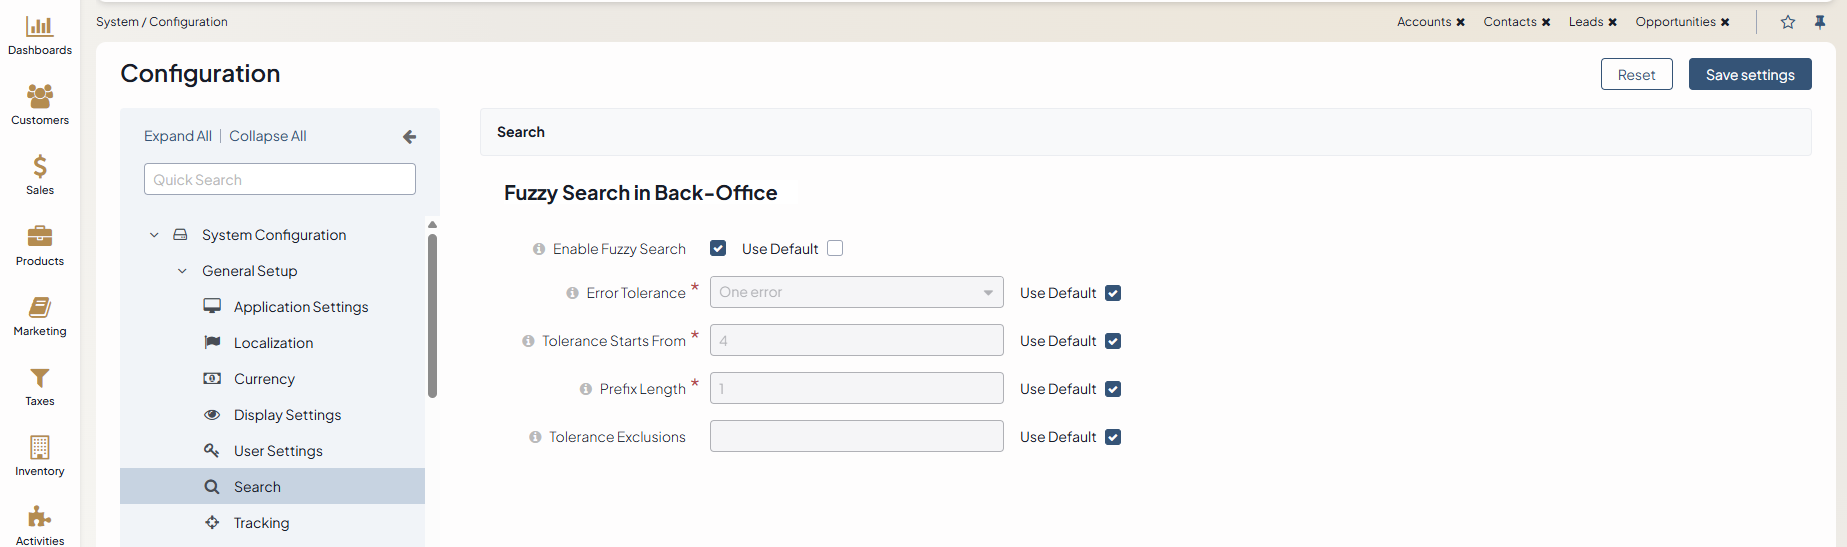 System / Configuration
Accounts ✖ Contacts ✖ Leads ✖ Opportunities ✖
Dashboards
Customers
Sales
Products
Marketing
Taxes
Inventory
Activities
Configuration
Reset
Save settings
Expand All | Collapse All
Quick Search
System Configuration
General Setup
Application Settings
Localization
Currency
Display Settings
User Settings
Search
Tracking
Search
Fuzzy Search in Back-Office
Enable Fuzzy Search Use Default
Error Tolerance * One error Use Default
Tolerance Starts From * 4 Use Default
Prefix Length * 1 Use Default
Tolerance Exclusions Use Default